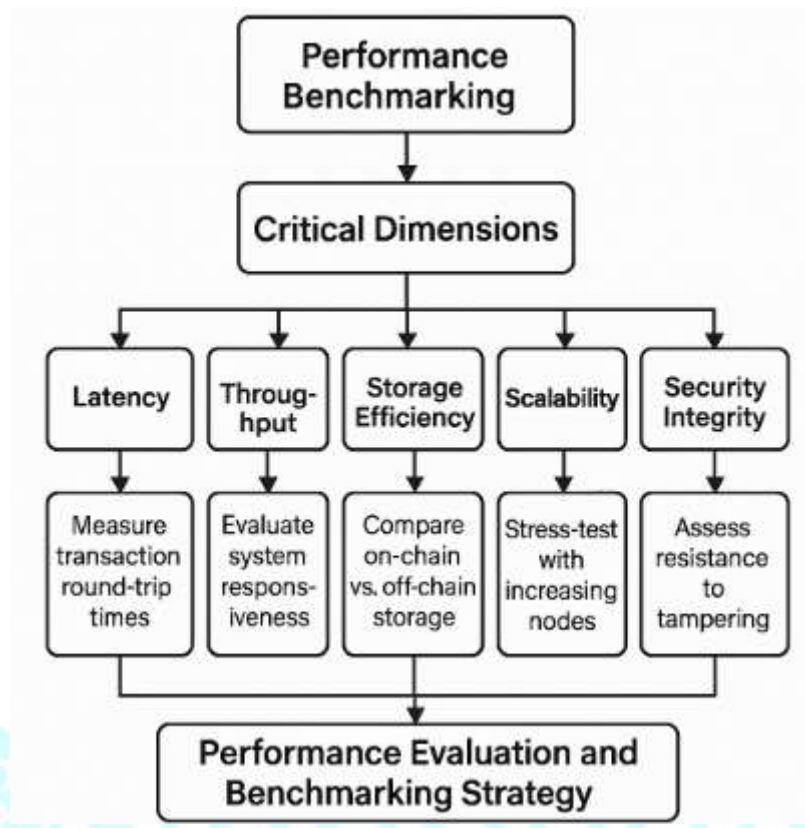 Performance
Benchmarking
Critical Dimensions
Latency
Throug-
hput
Storage
Efficiency
Scalability
Security
Integrity
Measure
transaction
round-trip
times
Evaluate
system
respons-
iveness
Compare
on-chain
vs. off-chain
storage
Stress-test
with
increasing
nodes
Assess
resistance
to
tampering
Performance Evaluation and
Benchmarking Strategy